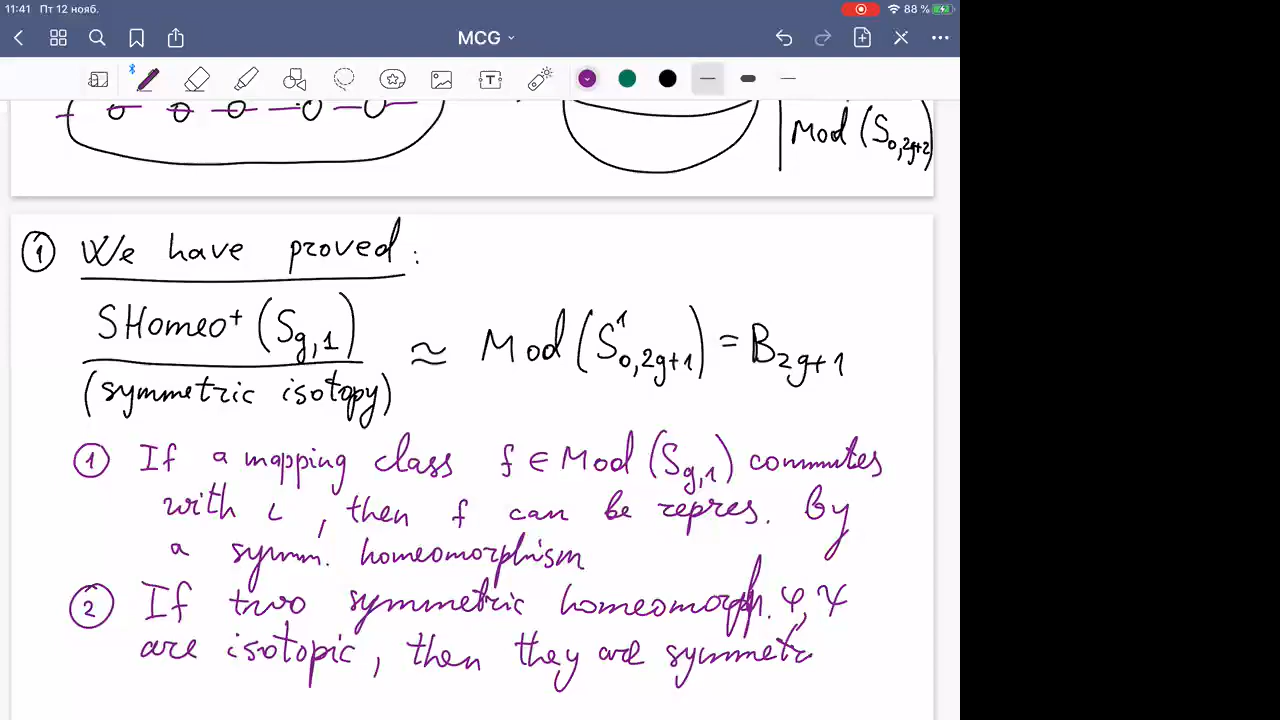 11:41 Пт 12 нояб.
88 %
MCG
Mod (S₀,₂g₊₂)
① We have proved :
SHomeo⁺ (Sg,₁)
(symmetric isotopy)
≈ Mod (S¹₀,₂g₊₁) = B₂g₊₁
① If a mapping class f ∈ Mod (Sg,₁) commutes
with ι, then f can be repres. by
a symm. homeomorphism
② If two symmetric homeomorph. φ, ψ
are isotopic, then they are symmetr